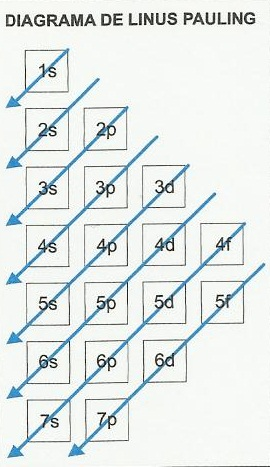 DIAGRAMA DE LINUS PAULING
1s
2s 2p
3s 3p 3d
4s 4p 4d 4f
5s 5p 5d 5f
6s 6p 6d
7s 7p